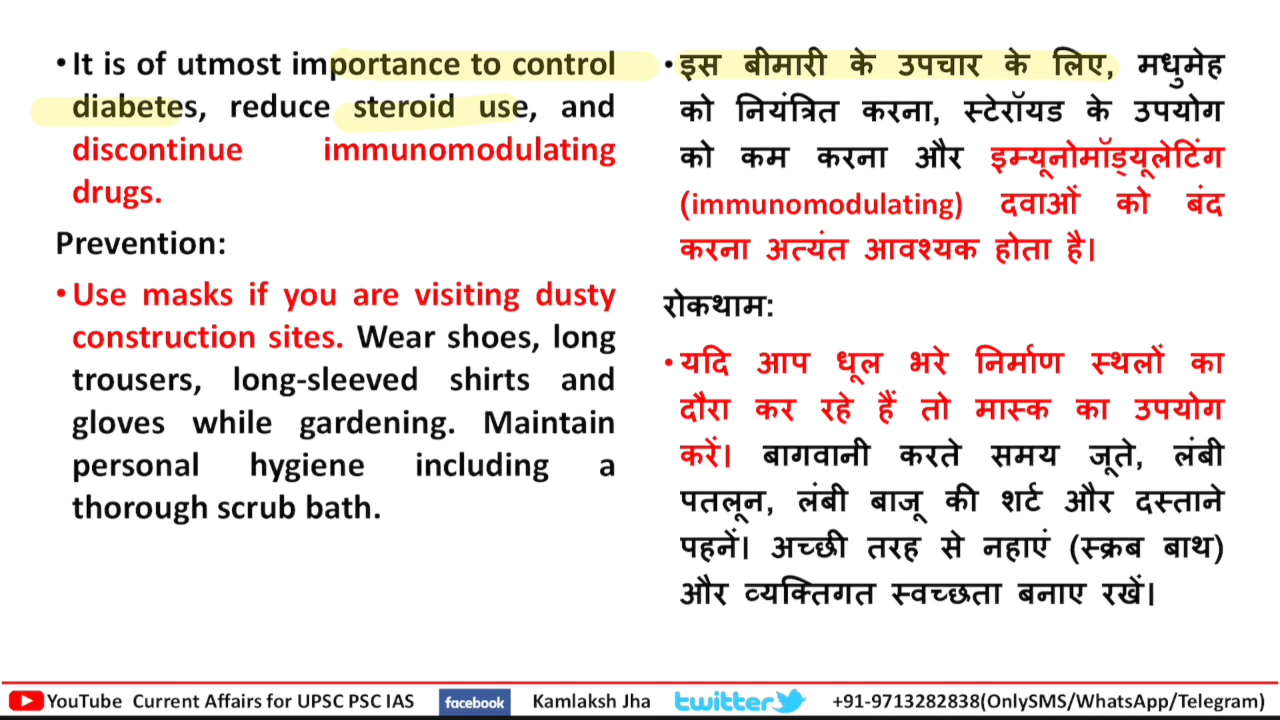 • It is of utmost importance to control
diabetes, reduce steroid use, and
discontinue immunomodulating
drugs.
Prevention:
• Use masks if you are visiting dusty
construction sites. Wear shoes, long
trousers, long-sleeved shirts and
gloves while gardening. Maintain
personal hygiene including a
thorough scrub bath.
• इस बीमारी के उपचार के लिए, मधुमेह
को नियंत्रित करना, स्टेरॉयड के उपयोग
को कम करना और इम्यूनोमॉड्यूलेटिंग
(immunomodulating) दवाओं को बंद
करना अत्यंत आवश्यक होता है।
रोकथाम:
• यदि आप धूल भरे निर्माण स्थलों का
दौरा कर रहे हैं तो मास्क का उपयोग
करें। बागवानी करते समय जूते, लंबी
पतलून, लंबी बाजू की शर्ट और दस्ताने
पहनें। अच्छी तरह से नहाएं (स्क्रब बाथ)
और व्यक्तिगत स्वच्छता बनाए रखें।
YouTube Current Affairs for UPSC PSC IAS facebook Kamlaksh Jha twitter +91-9713282838(OnlySMS/WhatsApp/Telegram)